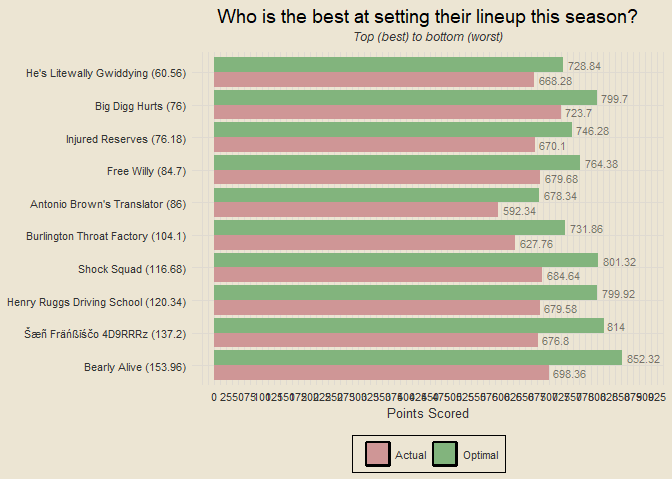 Who is the best at setting their lineup this season?
Top (best) to bottom (worst)
He's Litewally Gwiddying (60.56)
728.84
668.28
Big Digg Hurts (76)
799.7
723.7
Injured Reserves (76.18)
746.28
670.1
Free Willy (84.7)
764.38
679.68
Antonio Brown's Translator (86)
678.34
592.34
Burlington Throat Factory (104.1)
731.86
627.76
Shock Squad (116.68)
801.32
684.64
Henry Ruggs Driving School (120.34)
799.92
679.58
814
676.8
Bearly Alive (153.96)
852.32
698.36
Points Scored
Actual Optimal